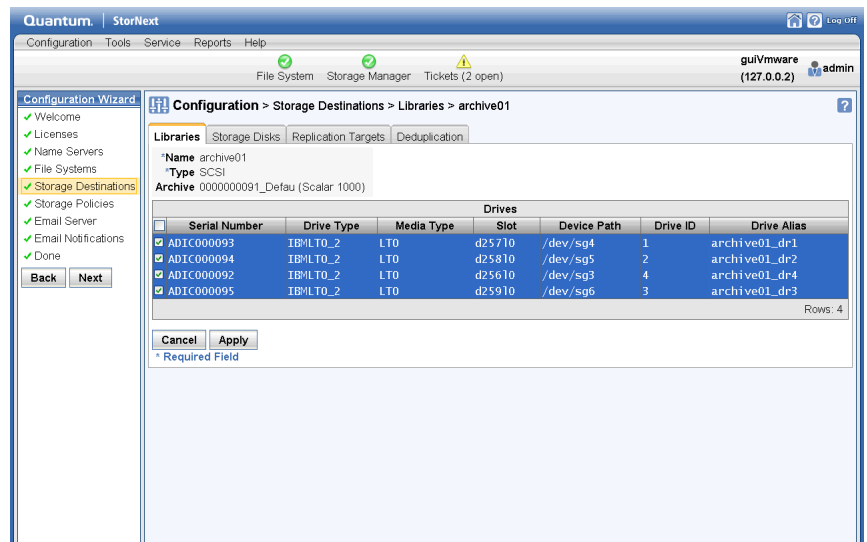 Quantum. StorNext Log Off
Configuration Tools Service Reports Help
File System Storage Manager Tickets (2 open)
guiVmware
(127.0.0.2)
admin
Configuration Wizard
Welcome
Licenses
Name Servers
File Systems
Storage Destinations
Storage Policies
Email Server
Email Notifications
Done
Back Next
Configuration > Storage Destinations > Libraries > archive01
Libraries Storage Disks Replication Targets Deduplication
*Name archive01
*Type SCSI
Archive 0000000091_Defau (Scalar 1000)
Drives
Serial Number Drive Type Media Type Slot Device Path Drive ID Drive Alias
ADIC000093 IBMLTO_2 LTO d257l0 /dev/sg4 1 archive01_dr1
ADIC000094 IBMLTO_2 LTO d258l0 /dev/sg5 2 archive01_dr2
ADIC000092 IBMLTO_2 LTO d256l0 /dev/sg3 4 archive01_dr4
ADIC000095 IBMLTO_2 LTO d259l0 /dev/sg6 3 archive01_dr3
Rows: 4
Cancel Apply
* Required Field